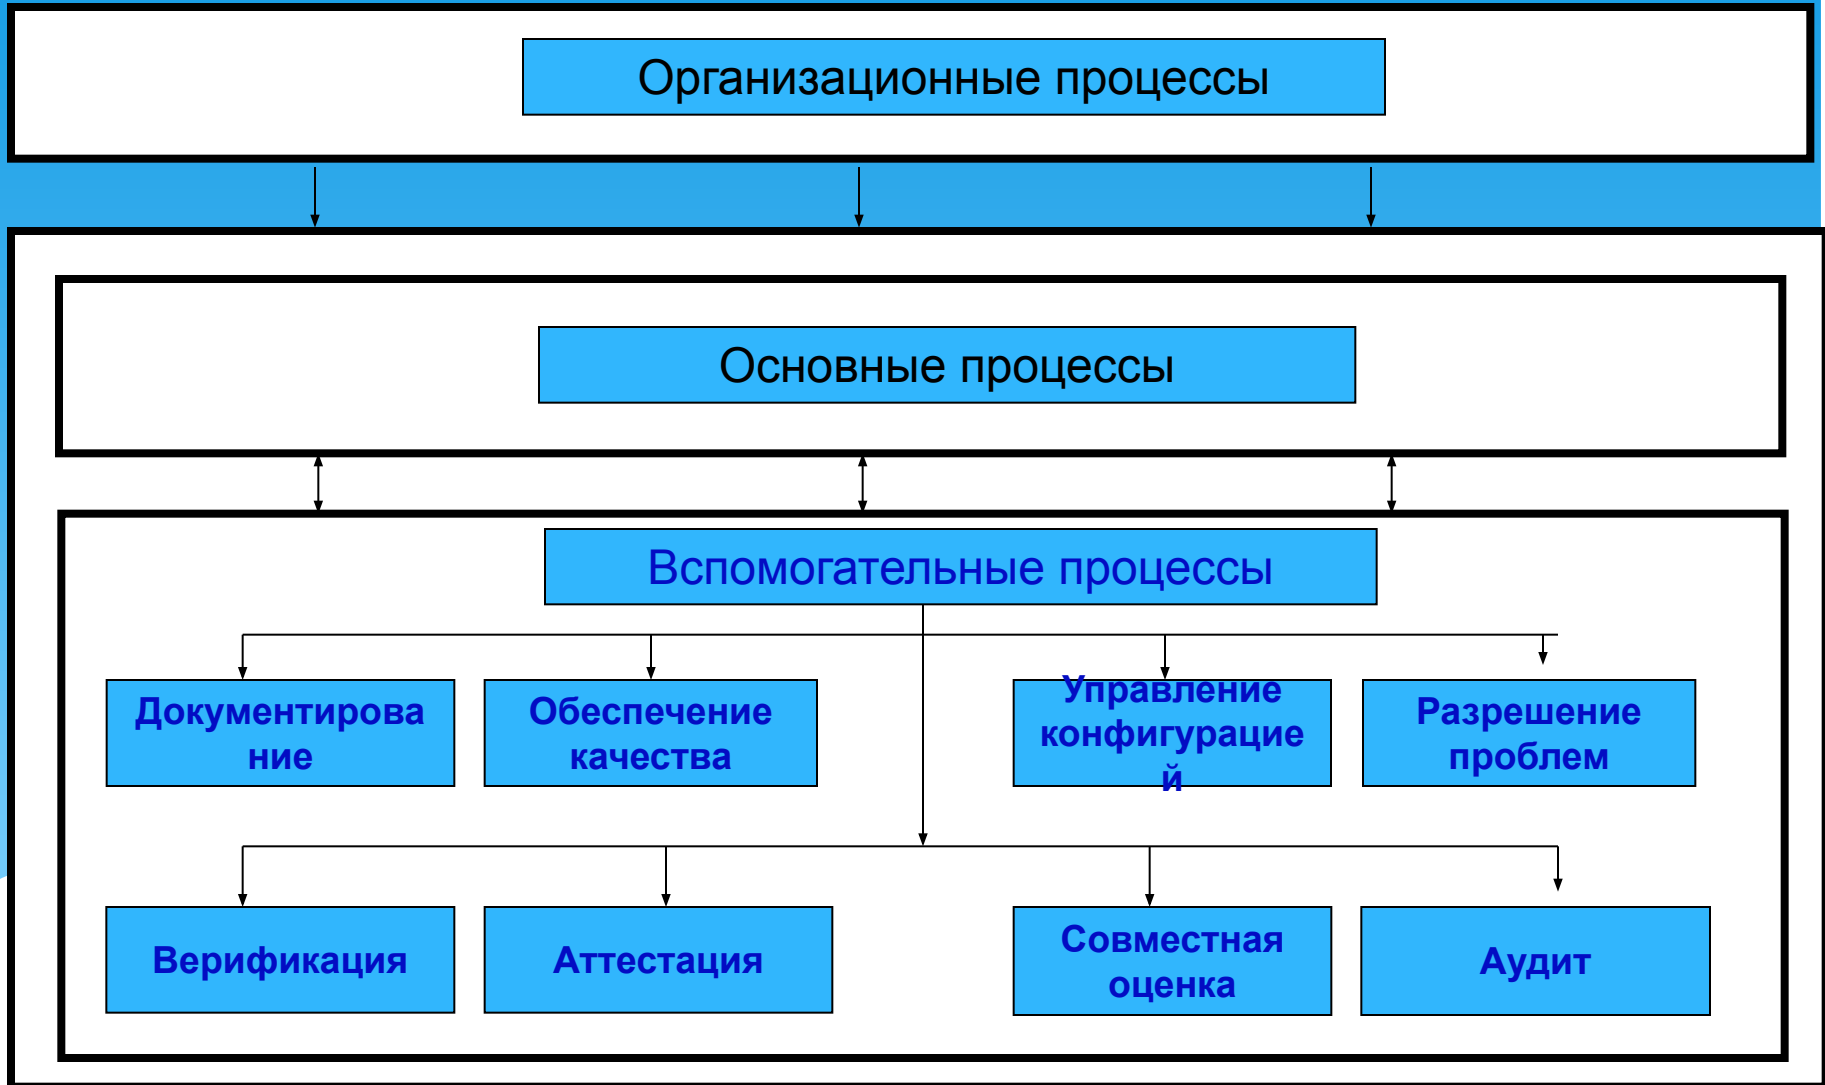 Организационные процессы
Основные процессы
Вспомогательные процессы
Документирова
ние
Обеспечение
качества
Управление
конфигурацие
й
Разрешение
проблем
Верификация
Аттестация
Совместная
оценка
Аудит